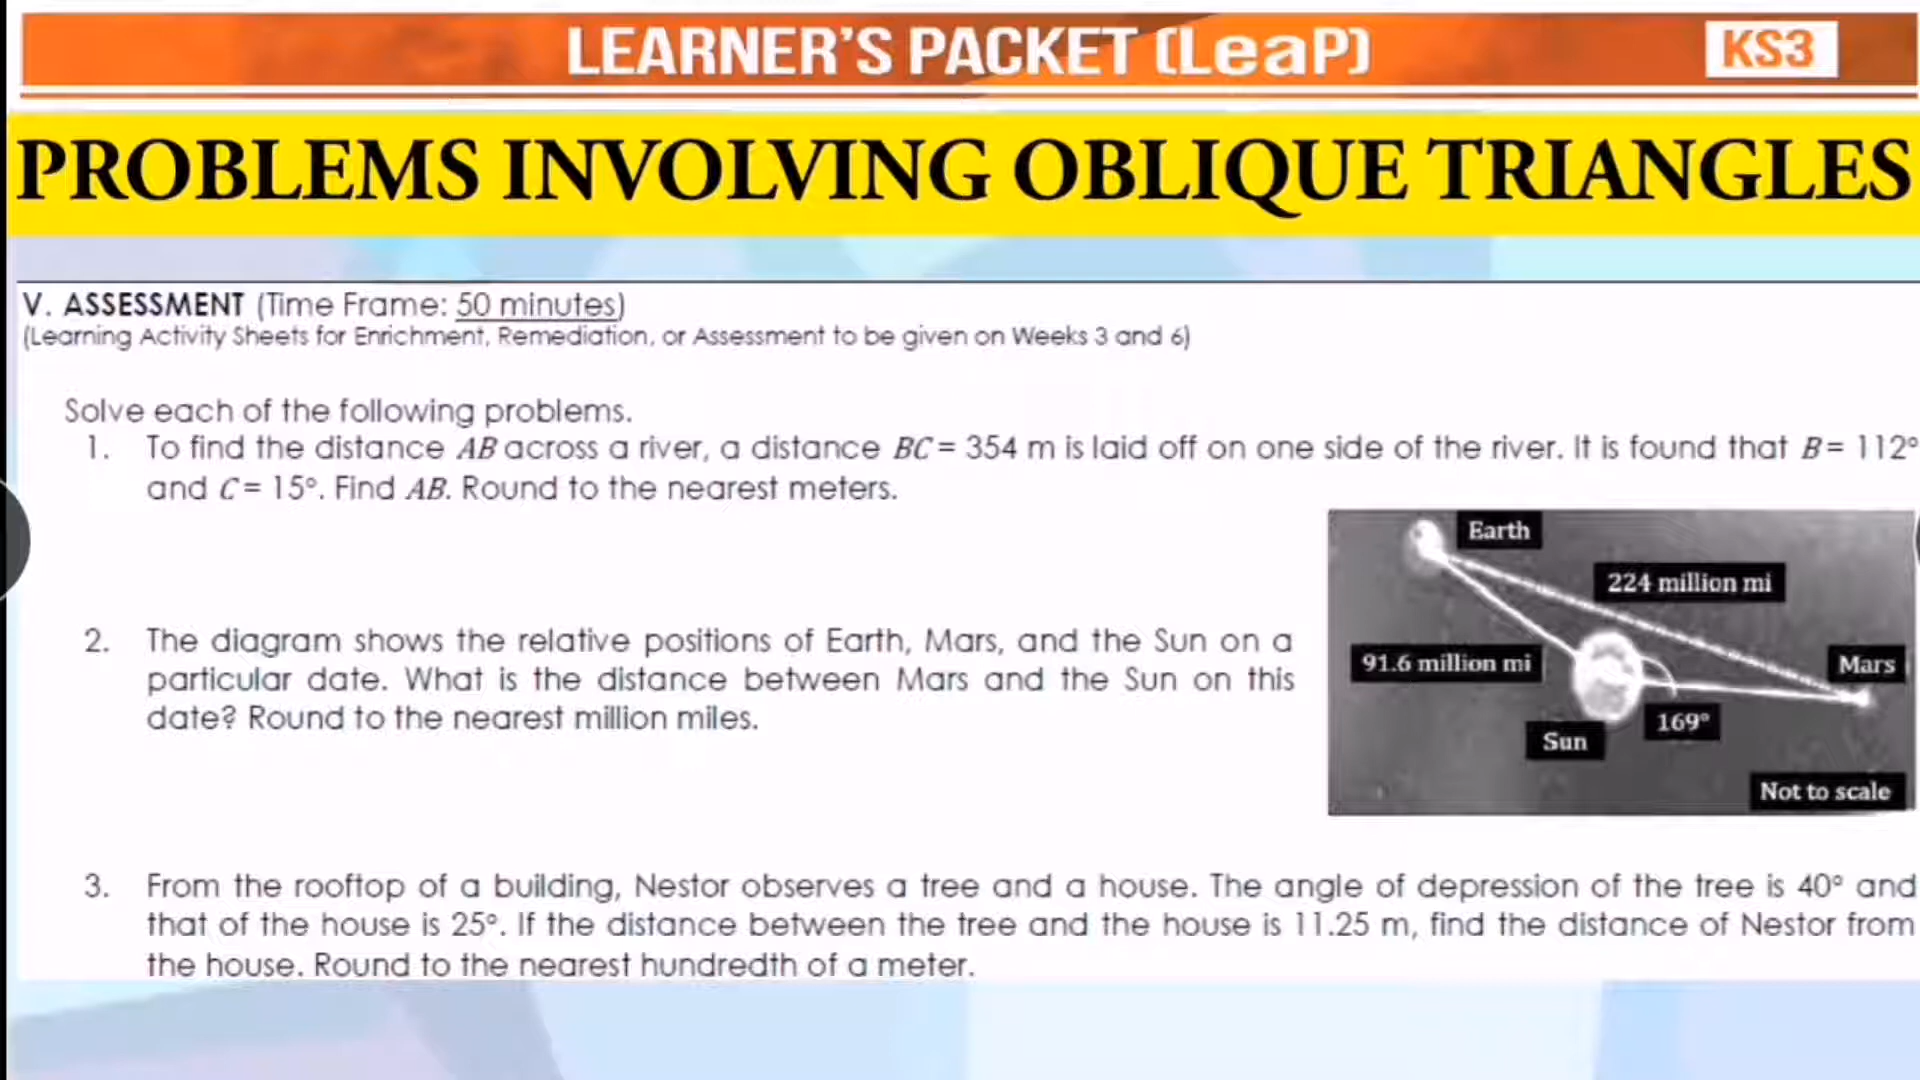 LEARNER'S PACKET (LeaP)
KS3
PROBLEMS INVOLVING OBLIQUE TRIANGLES
V. ASSESSMENT (Time Frame: 50 minutes)
(Learning Activity Sheets for Enrichment, Remediation, or Assessment to be given on Weeks 3 and 6)
Solve each of the following problems.
1. To find the distance AB across a river, a distance BC = 354 m is laid off on one side of the river. It is found that B = 112°
and C = 15°. Find AB. Round to the nearest meters.
2. The diagram shows the relative positions of Earth, Mars, and the Sun on a
particular date. What is the distance between Mars and the Sun on this
date? Round to the nearest million miles.
Earth
224 million mi
91.6 million mi
Mars
169°
Sun
Not to scale
3. From the rooftop of a building, Nestor observes a tree and a house. The angle of depression of the tree is 40° and
that of the house is 25°. If the distance between the tree and the house is 11.25 m, find the distance of Nestor from
the house. Round to the nearest hundredth of a meter.